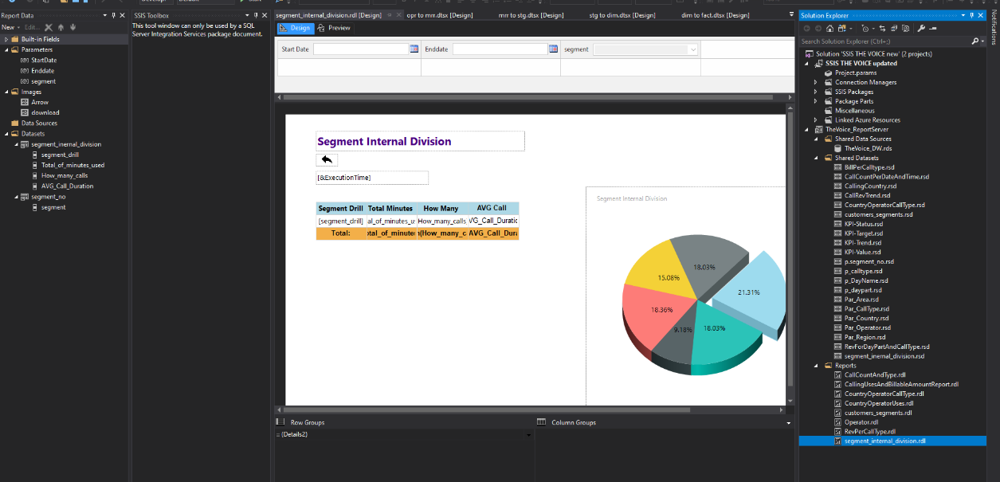 Report Data
New Edit...
Built-in Fields
Parameters
StartDate
Enddate
segment
Images
Arrow
download
Data Sources
Datasets
segment_inernal_division
segment_drill
Total_of_minutes_used
How_many_calls
AVG_Call_Duration
segment_no
segment
SSIS Toolbox
This tool window can only be used by a SQL
Server Integration Services package document.
segment_internal_division.rdl [Design] opr to mrr.dtsx [Design] mrr to stg.dtsx [Design] stg to dim.dtsx [Design] dim to fact.dtsx [Design]
Design Preview
Start Date Enddate segment
Segment Internal Division
[&ExecutionTime]
Segment Drill Total Minutes How Many AVG Call
[segment_drill] al_of_minutes_us How_many_calls VG_Call_Duratic
Total: otal_of_minutes (How_many_c AVG_Call_Dura
Segment Internal Division
18.03%
15.08%
21.31%
18.36%
9.18%
18.03%
Row Groups
(Details2)
Column Groups
Solution Explorer
Search Solution Explorer (Ctrl+;)
Solution 'SSIS THE VOICE new' (2 projects)
SSIS THE VOICE updated
Project.params
Connection Managers
SSIS Packages
Package Parts
Miscellaneous
Linked Azure Resources
TheVoice_ReportServer
Shared Data Sources
TheVoice_DW.rds
Shared Datasets
BillPerCalltype.rsd
CallCountPerDateAndTime.rsd
CallingCountry.rsd
CallRevTrend.rsd
CountryOperatorCallType.rsd
customers_segments.rsd
KPI-Status.rsd
KPI-Target.rsd
KPI-Trend.rsd
KPI-Value.rsd
p.segment_no.rsd
p_calltype.rsd
p_DayName.rsd
p_daypart.rsd
Par_Area.rsd
Par_CallType.rsd
Par_Country.rsd
Par_Operator.rsd
Par_Region.rsd
RevForDayPartAndCallType.rsd
segment_inernal_division.rsd
Reports
CallCountAndType.rdl
CallingUsesAndBillableAmountReport.rdl
CountryOperatorCallType.rdl
CountryOperatorUses.rdl
customers_segments.rdl
Operator.rdl
RevPerCallType.rdl
segment_internal_division.rdl
Notifications